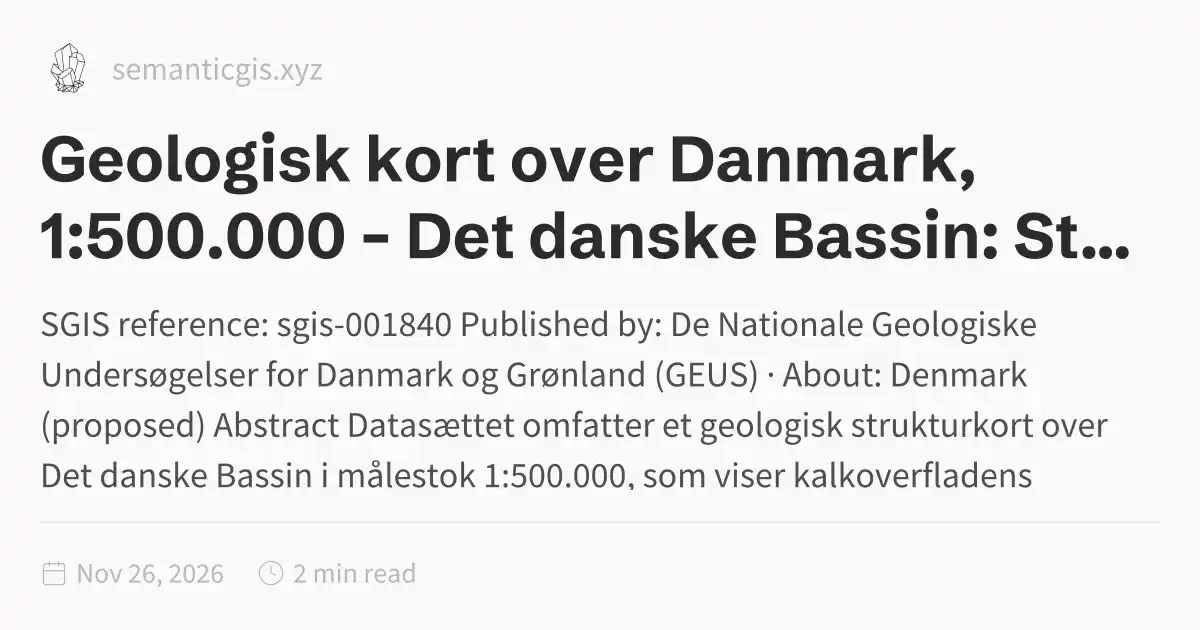 semanticgis.xyz
Geologisk kort over Danmark,
1:500.000 - Det danske Bassin: St...
SGIS reference: sgis-001840 Published by: De Nationale Geologiske
Undersøgelser for Danmark og Grønland (GEUS) · About: Denmark
(proposed) Abstract Datasættet omfatter et geologisk strukturkort over
Det danske Bassin i målestok 1:500.000, som viser kalkoverfladens
Nov 26, 2026
2 min read